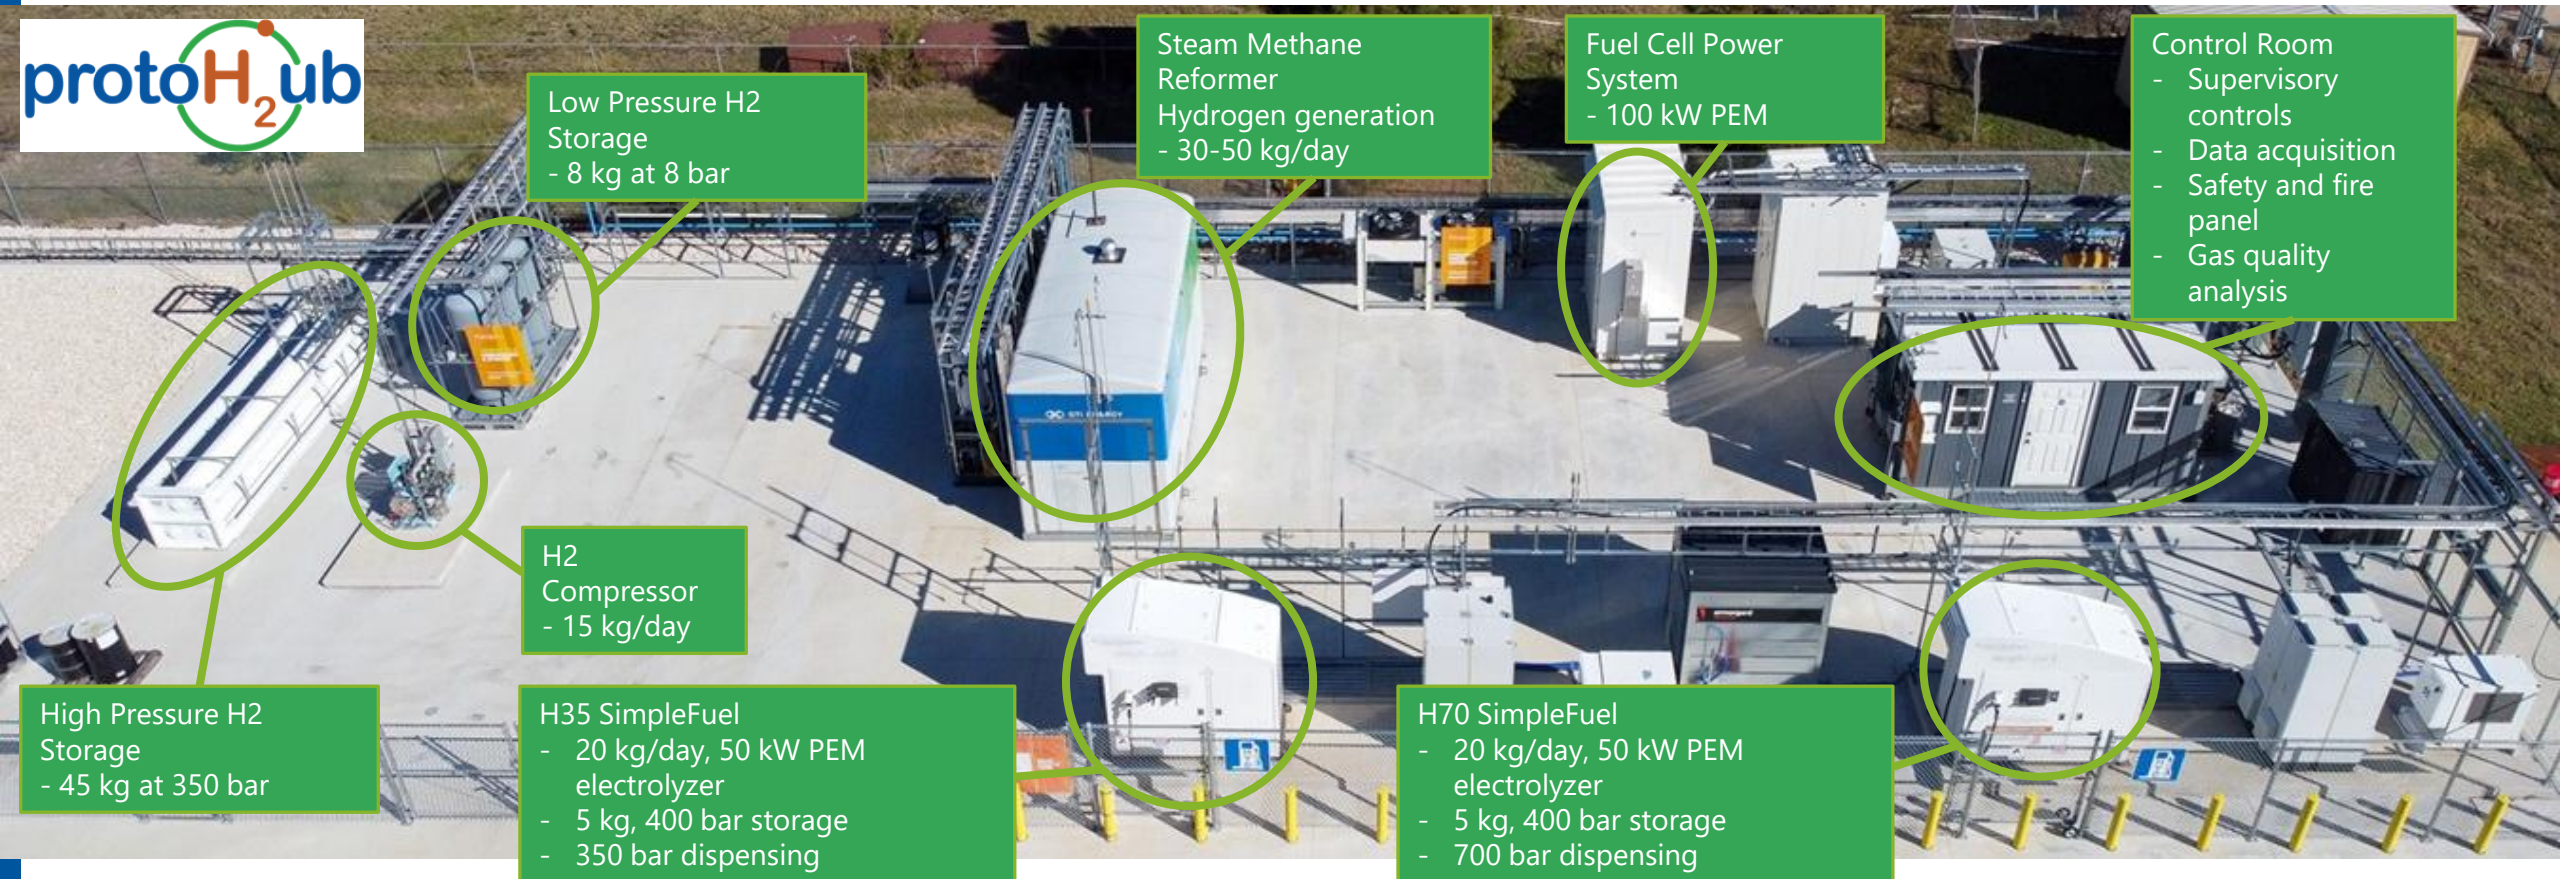 protoH2ub
Low Pressure H2
Storage
- 8 kg at 8 bar
Steam Methane
Reformer
Hydrogen generation
- 30-50 kg/day
Fuel Cell Power
System
- 100 kW PEM
Control Room
- Supervisory
controls
- Data acquisition
- Safety and fire
panel
- Gas quality
analysis
H2
Compressor
- 15 kg/day
High Pressure H2
Storage
- 45 kg at 350 bar
H35 SimpleFuel
- 20 kg/day, 50 kW PEM
electrolyzer
- 5 kg, 400 bar storage
- 350 bar dispensing
H70 SimpleFuel
- 20 kg/day, 50 kW PEM
electrolyzer
- 5 kg, 400 bar storage
- 700 bar dispensing